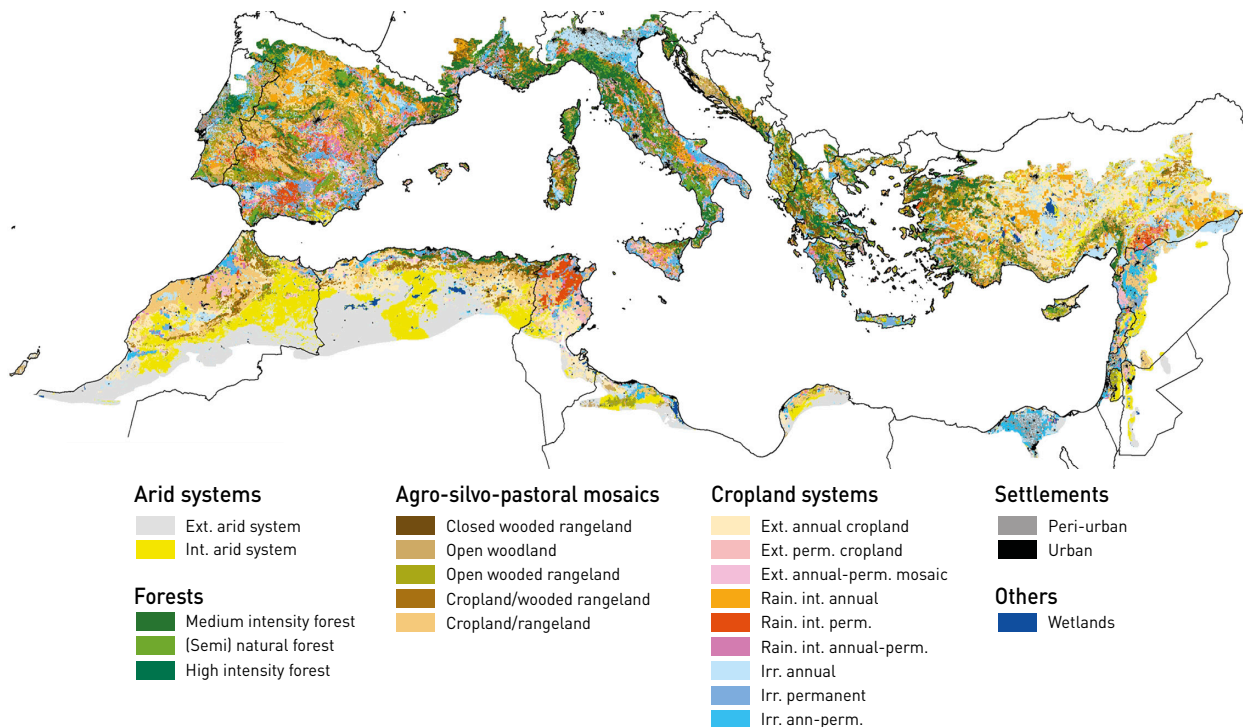 Arid systems
Ext. arid system
Int. arid system
Forests
Medium intensity forest
(Semi) natural forest
High intensity forest
Agro-silvo-pastoral mosaics
Closed wooded rangeland
Open woodland
Open wooded rangeland
Cropland/wooded rangeland
Cropland/rangeland
Cropland systems
Ext. annual cropland
Ext. perm. cropland
Ext. annual-perm. mosaic
Rain. int. annual
Rain. int. perm.
Rain. int. annual-perm.
Irr. annual
Irr. permanent
Irr. ann-perm.
Settlements
Peri-urban
Urban
Others
Wetlands